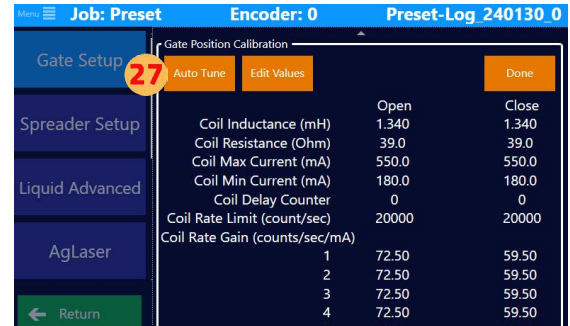 Menu Job: Preset Encoder: 0 Preset-Log_240130_0
Gate Position Calibration
Gate Setup
27
Auto Tune Edit Values Done
Open Close
Spreader Setup
Coil Inductance (mH) 1.340 1.340
Coil Resistance (Ohm) 39.0 39.0
Coil Max Current (mA) 550.0 550.0
Liquid Advanced
Coil Min Current (mA) 180.0 180.0
Coil Delay Counter 0 0
Coil Rate Limit (count/sec) 20000 20000
Coil Rate Gain (counts/sec/mA)
AgLaser
1 72.50 59.50
2 72.50 59.50
3 72.50 59.50
4 72.50 59.50
Return